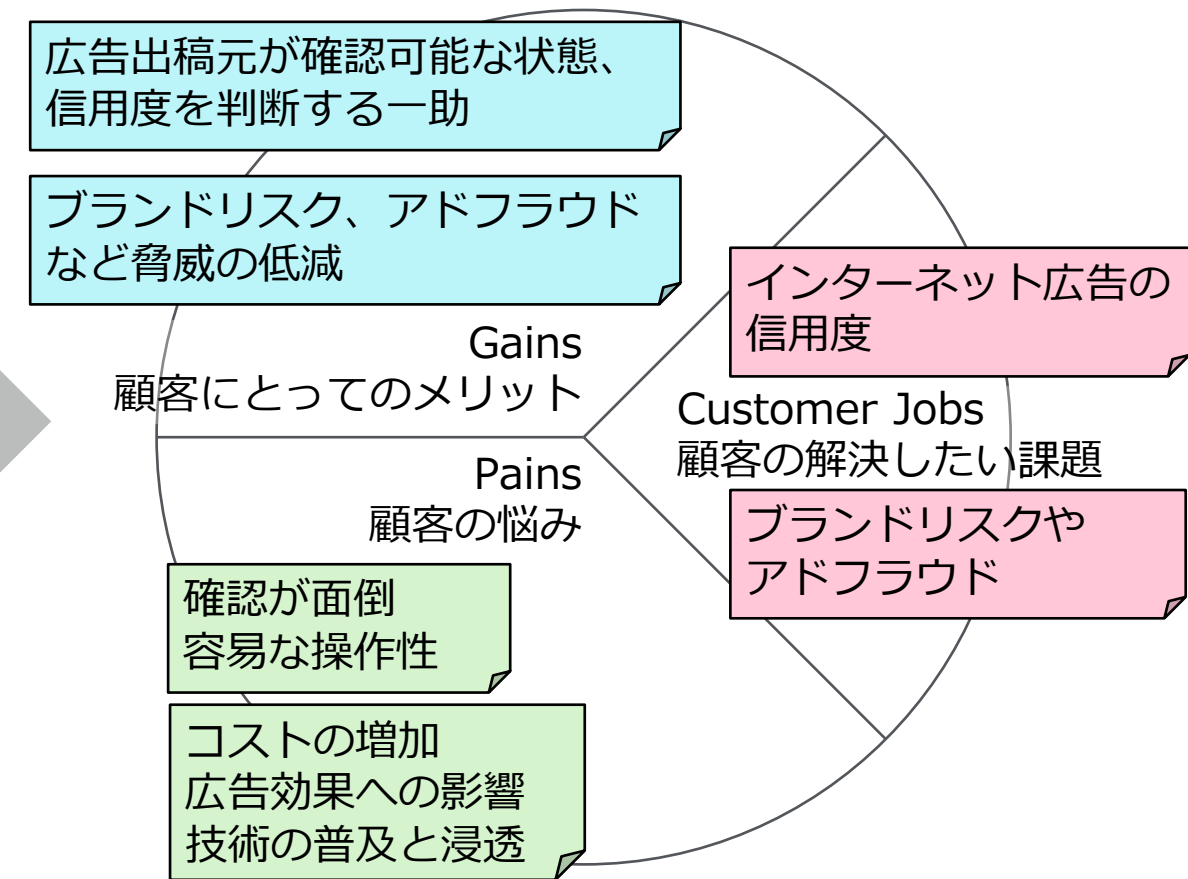 広告出稿元が確認可能な状態、
信用度を判断する一助
ブランドリスク、アドフラウド
など脅威の低減
Gains
顧客にとってのメリット
インターネット広告の
信用度
Customer Jobs
顧客の解決したい課題
ブランドリスクや
アドフラウド
Pains
顧客の悩み
確認が面倒
容易な操作性
コストの増加
広告効果への影響
技術の普及と浸透